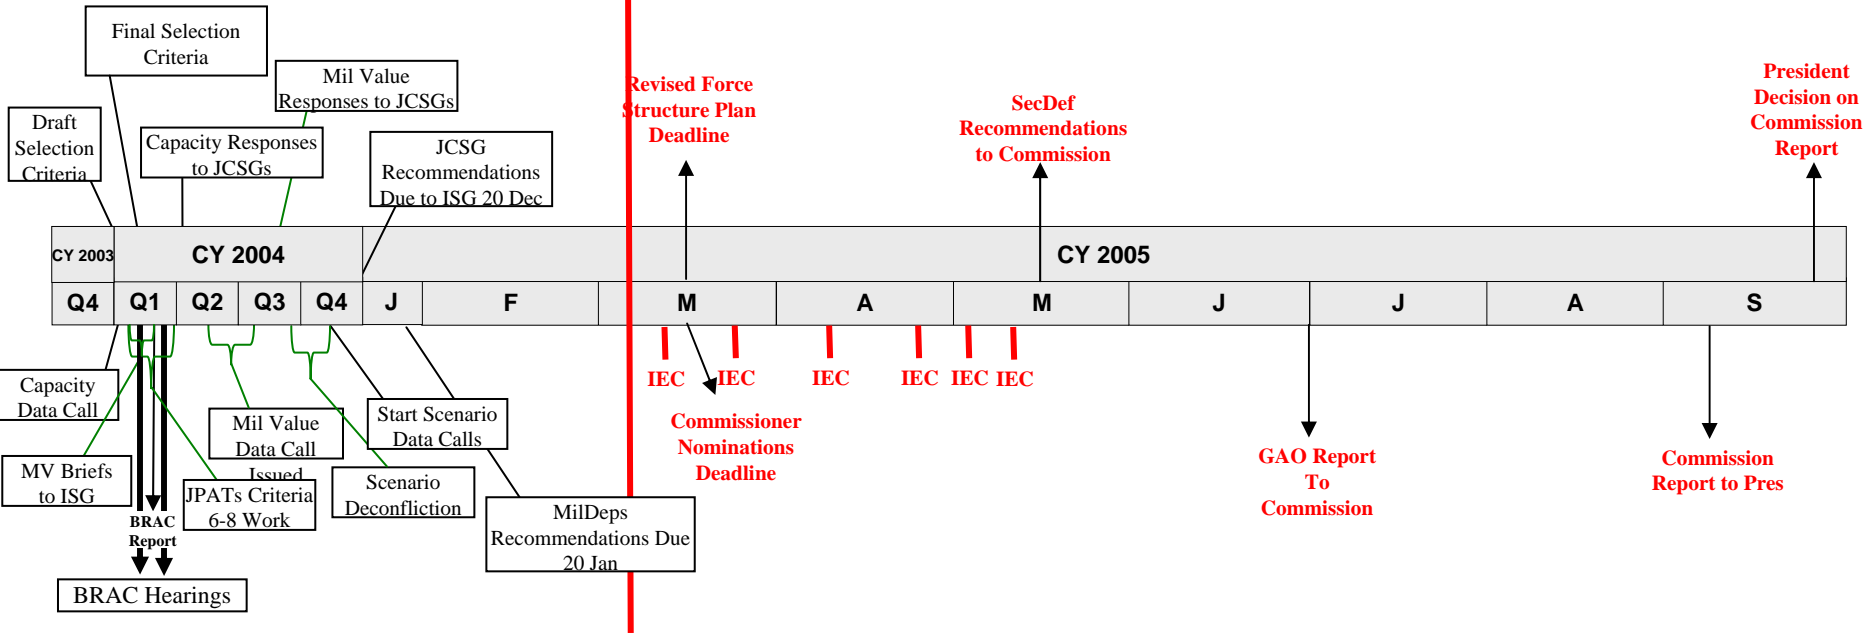 Final Selection
Criteria
Mil Value
Responses to JCSGs
Draft
Selection
Criteria
Capacity Responses
to JCSGs
JCSG
Recommendations
Due to ISG 20 Dec
Revised Force
Structure Plan
Deadline
SecDef
Recommendations
to Commission
President
Decision on
Commission
Report
CY 2003
CY 2004
CY 2005
Q4
Q1
Q2
Q3
Q4
J
F
M
A
M
J
J
A
S
IEC
IEC
IEC
IEC
IEC
IEC
Capacity
Data Call
MV Briefs
to ISG
BRAC
Report
BRAC Hearings
Mil Value
Data Call
Issued
JPATs Criteria
6-8 Work
Start Scenario
Data Calls
Scenario
Deconfliction
MilDeps
Recommendations Due
20 Jan
Commissioner
Nominations
Deadline
GAO Report
To
Commission
Commission
Report to Pres